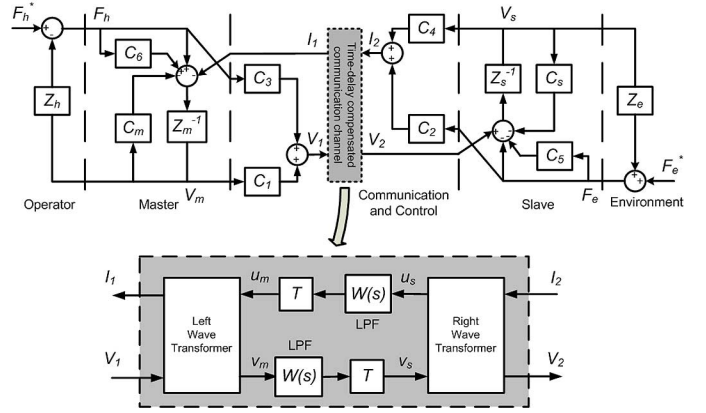 F_h^*
F_h
V_s
I_1
I_2
C_4
+
-
C_6
+
+
-
C_3
+
+
Z_h
C_m
Z_m^-1
Time-delay compensated
communication channel
Z_s^-1
C_s
Z_e
C_2
+
-
-
-
C_5
V_1
V_2
+
+
C_1
V_m
F_e
+
+
F_e^*
Operator
Master
Communication
and Control
Slave
Environment
I_1
u_m
T
W(s)
u_s
I_2
LPF
Left
Wave
Transformer
Right
Wave
Transformer
LPF
V_1
v_m
W(s)
T
v_s
V_2